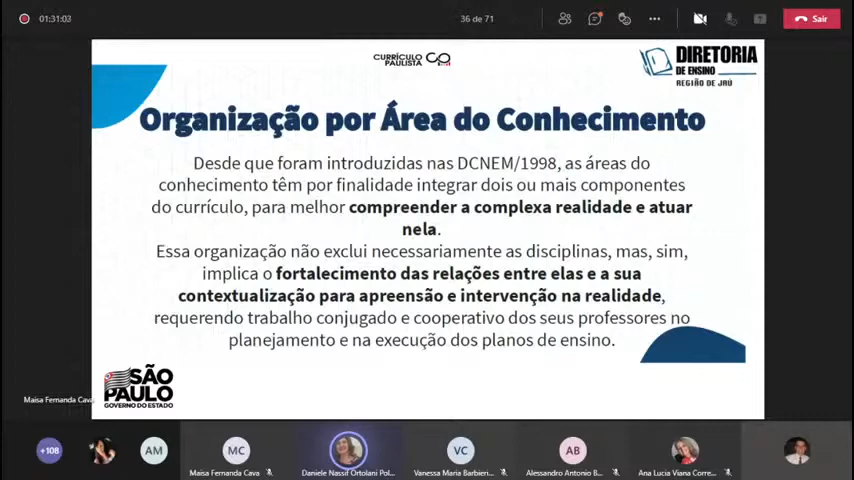 01:31:03
36 de 71
Sair
CURRÍCULO
PAULISTA
DIRETORIA
DE ENSINO
REGIÃO DE JAÚ
Organização por Área do Conhecimento
Desde que foram introduzidas nas DCNEM/1998, as áreas do
conhecimento têm por finalidade integrar dois ou mais componentes
do currículo, para melhor compreender a complexa realidade e atuar
nela.
Essa organização não exclui necessariamente as disciplinas, mas, sim,
implica o fortalecimento das relações entre elas e a sua
contextualização para apreensão e intervenção na realidade,
requerendo trabalho conjugado e cooperativo dos seus professores no
planejamento e na execução dos planos de ensino.
SÃO
PAULO
GOVERNO DO ESTADO
Maisa Fernanda Cava
+108
AM
MC
VC
AB
Maisa Fernanda Cava
Daniele Nassif Ortolani Pol...
Vanessa Maria Barbieri...
Alessandro Antonio B...
Ana Lucia Viana Corre...